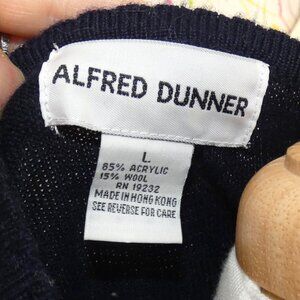 ALFRED DUNNER
L
85% ACRYLIC
15% WOOL
RN 19232
MADE IN HONG KONG
SEE REVERSE FOR CARE